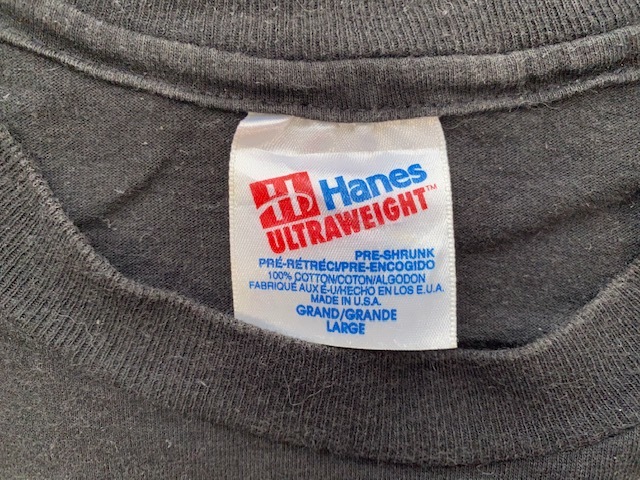 Hanes
ULTRAWEIGHT™
PRE-SHRUNK
PRÉ-RÉTRÉCI/PRE-ENCOGIDO
100% COTTON/COTON/ALGODON
FABRIQUÉ AUX É-U/HECHO EN LOS E.U.A.
MADE IN U.S.A.
GRAND/GRANDE
LARGE